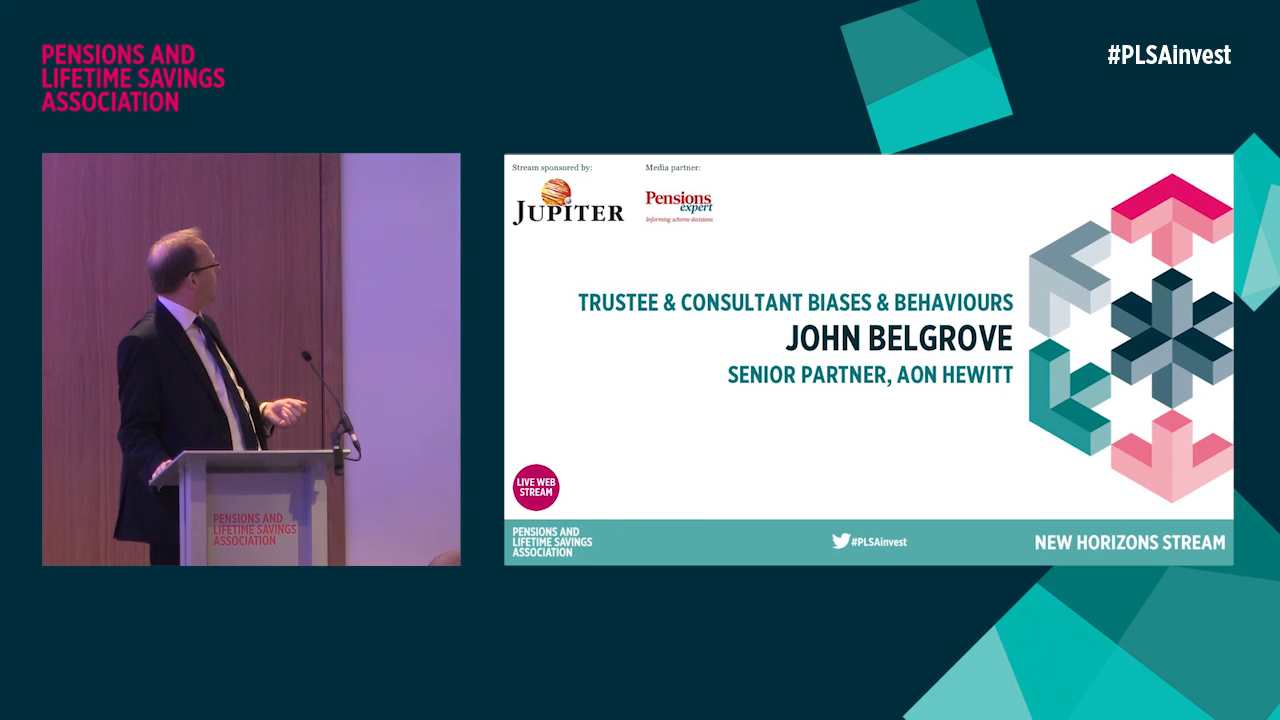 PENSIONS AND
LIFETIME SAVINGS
ASSOCIATION
#PLSAinvest
Stream sponsored by:
Media partner:
JUPITER
Pensions
expert
Informing scheme decisions
TRUSTEE & CONSULTANT BIASES & BEHAVIOURS
JOHN BELGROVE
SENIOR PARTNER, AON HEWITT
LIVE WEB
STREAM
PENSIONS AND
LIFETIME SAVINGS
ASSOCIATION
#PLSAinvest
NEW HORIZONS STREAM
PENSIONS AND
LIFETIME SAVINGS
ASSOCIATION